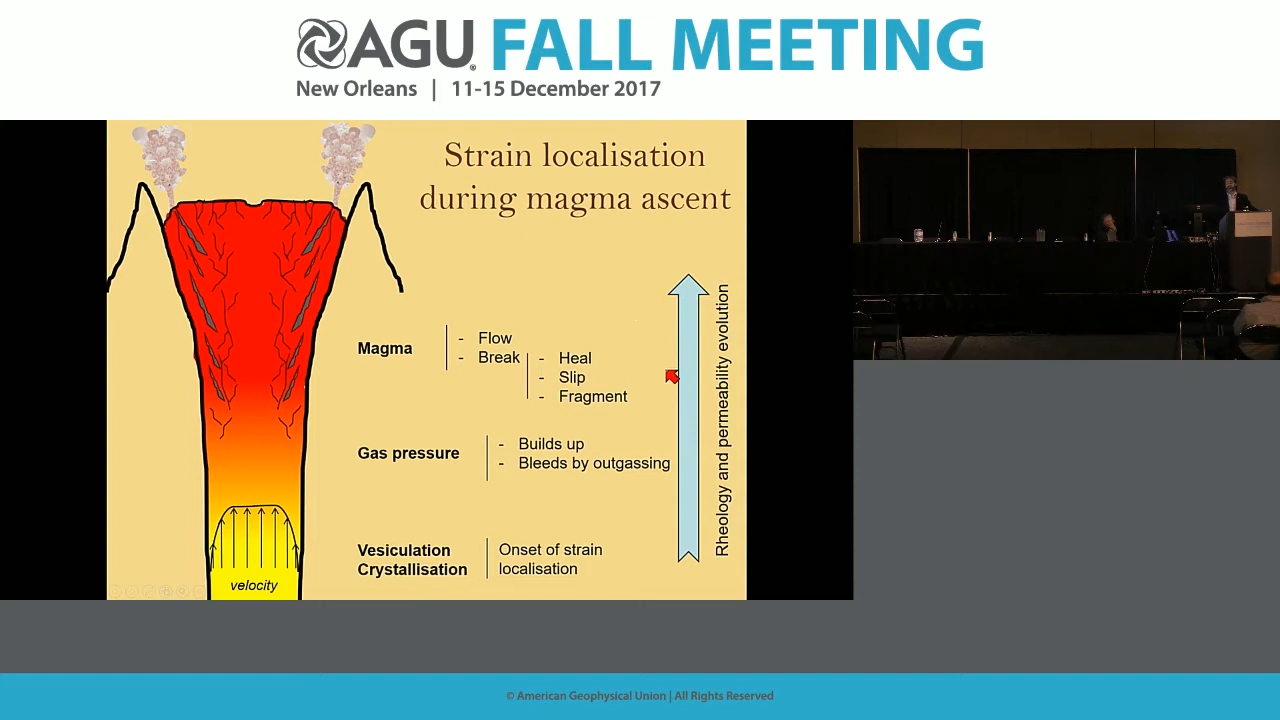 AGU FALL MEETING
New Orleans | 11-15 December 2017
Strain localisation
during magma ascent
Magma
- Flow
- Break
- Heal
- Slip
- Fragment
Gas pressure
- Builds up
- Bleeds by outgassing
Vesiculation
Crystallisation
Onset of strain
localisation
Rheology and permeability evolution
velocity
© American Geophysical Union | All Rights Reserved